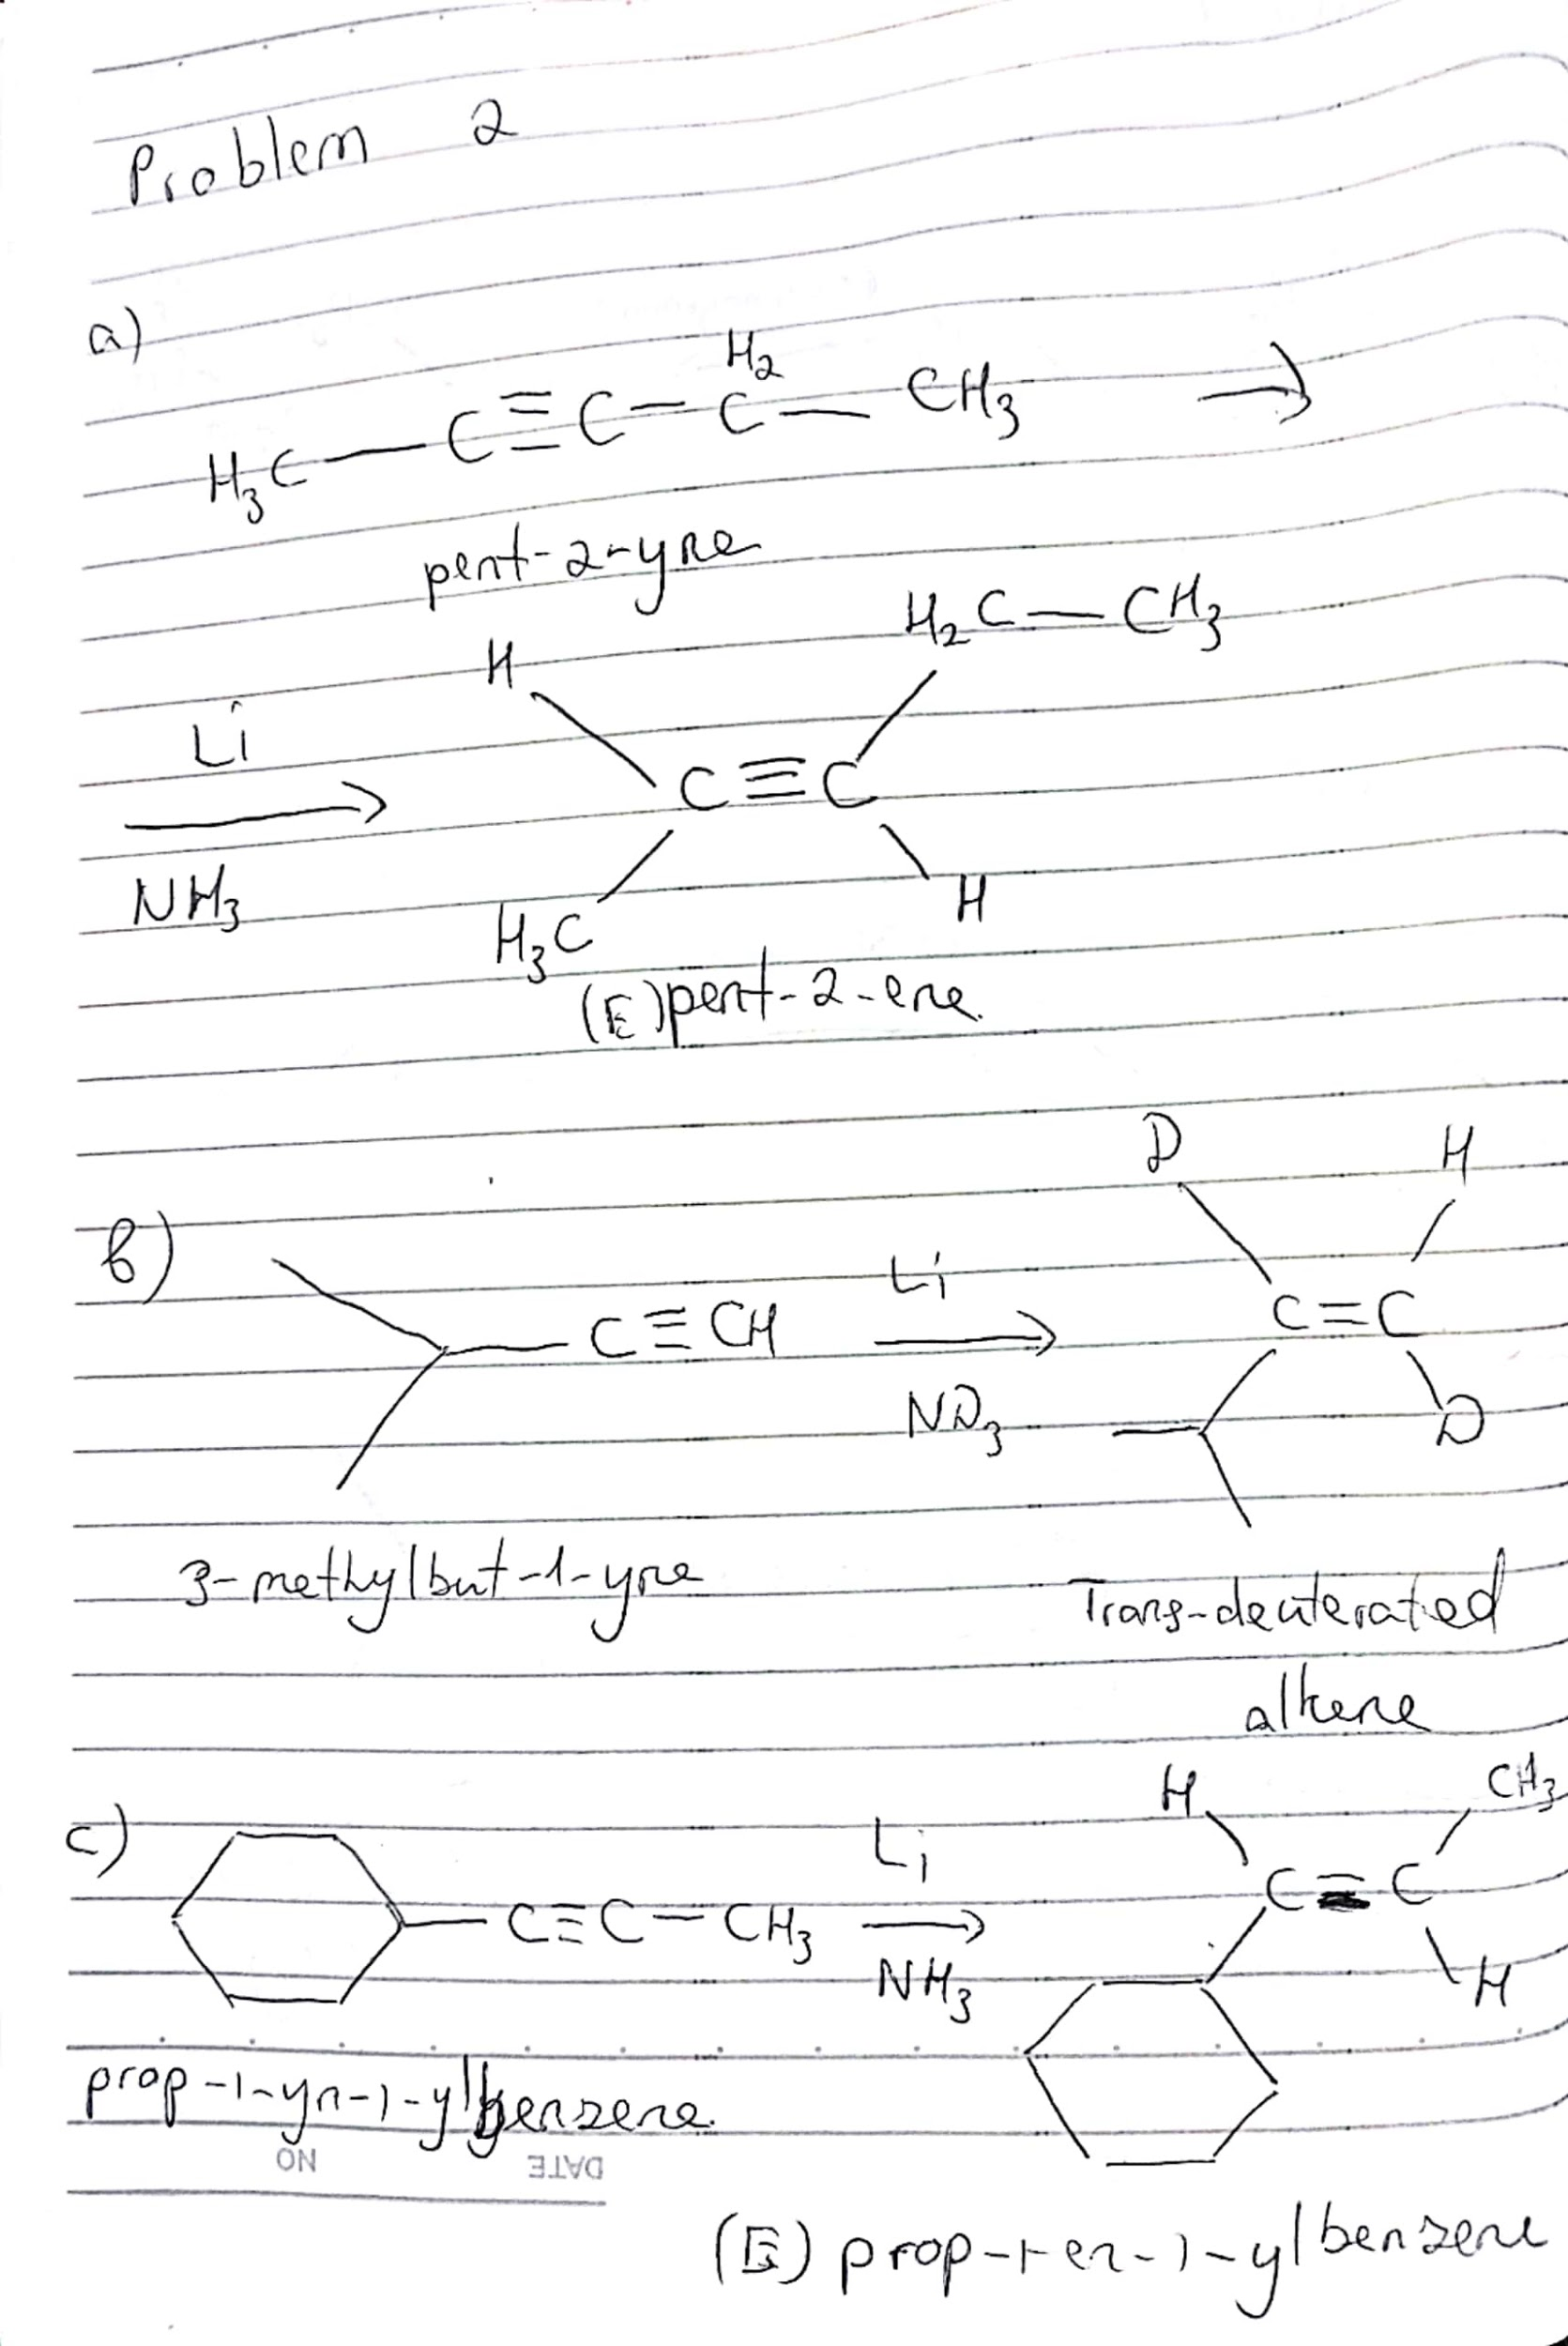 Problem 2
a)
H₃C — C ≡ C — CH₂ — CH₃ →
pent-2-yne
Li
NH₃
H H₂C — CH₃
C ≡ C
H₃C H
(E)pent-2-ene
b)
C ≡ CH
Li
ND₃
D H
C = C
D
3-methylbut-1-yne
Trans-deuterated
alkene
c)
C ≡ C — CH₃
Li
NH₃
H CH₃
C = C
H
prop-1-yn-1-ylbenzene
NO DATE
(E) prop-1-en-1-ylbenzene